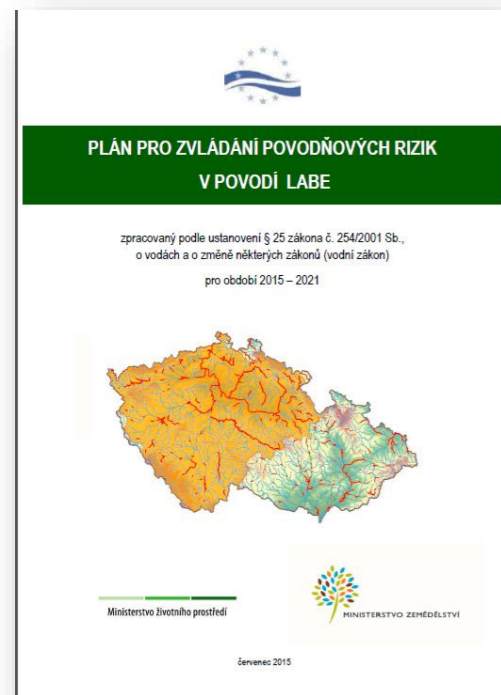 PLÁN PRO ZVLÁDÁNÍ POVODŇOVÝCH RIZIK
V POVODÍ LABE
zpracovaný podle ustanovení § 25 zákona č. 254/2001 Sb.,
o vodách a o změně některých zákonů (vodní zákon)
pro období 2015 – 2021
Ministerstvo životního prostředí
MINISTERSTVO ZEMĚDĚLSTVÍ
červenec 2015